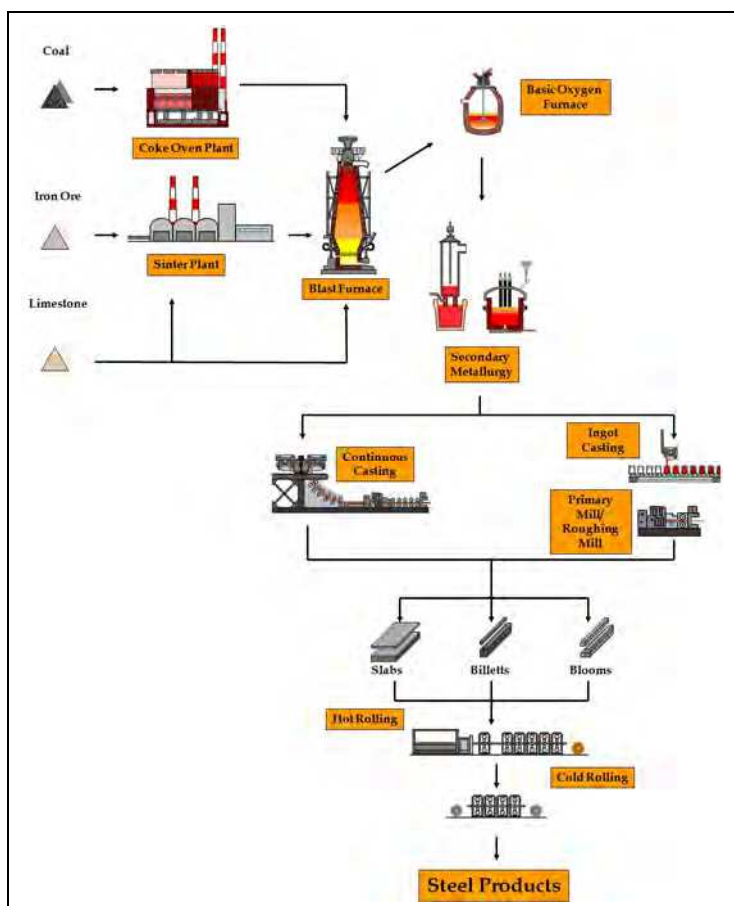 Coal
Coke Oven Plant
Basic Oxygen
Furnace
Iron Ore
Sinter Plant
Blast Furnace
Limestone
Secondary
Metallurgy
Continuous
Casting
Ingot
Casting
Primary
Mill/
Roughing
Mill
Slabs
Billetts
Blooms
Hot Rolling
Cold Rolling
Steel Products